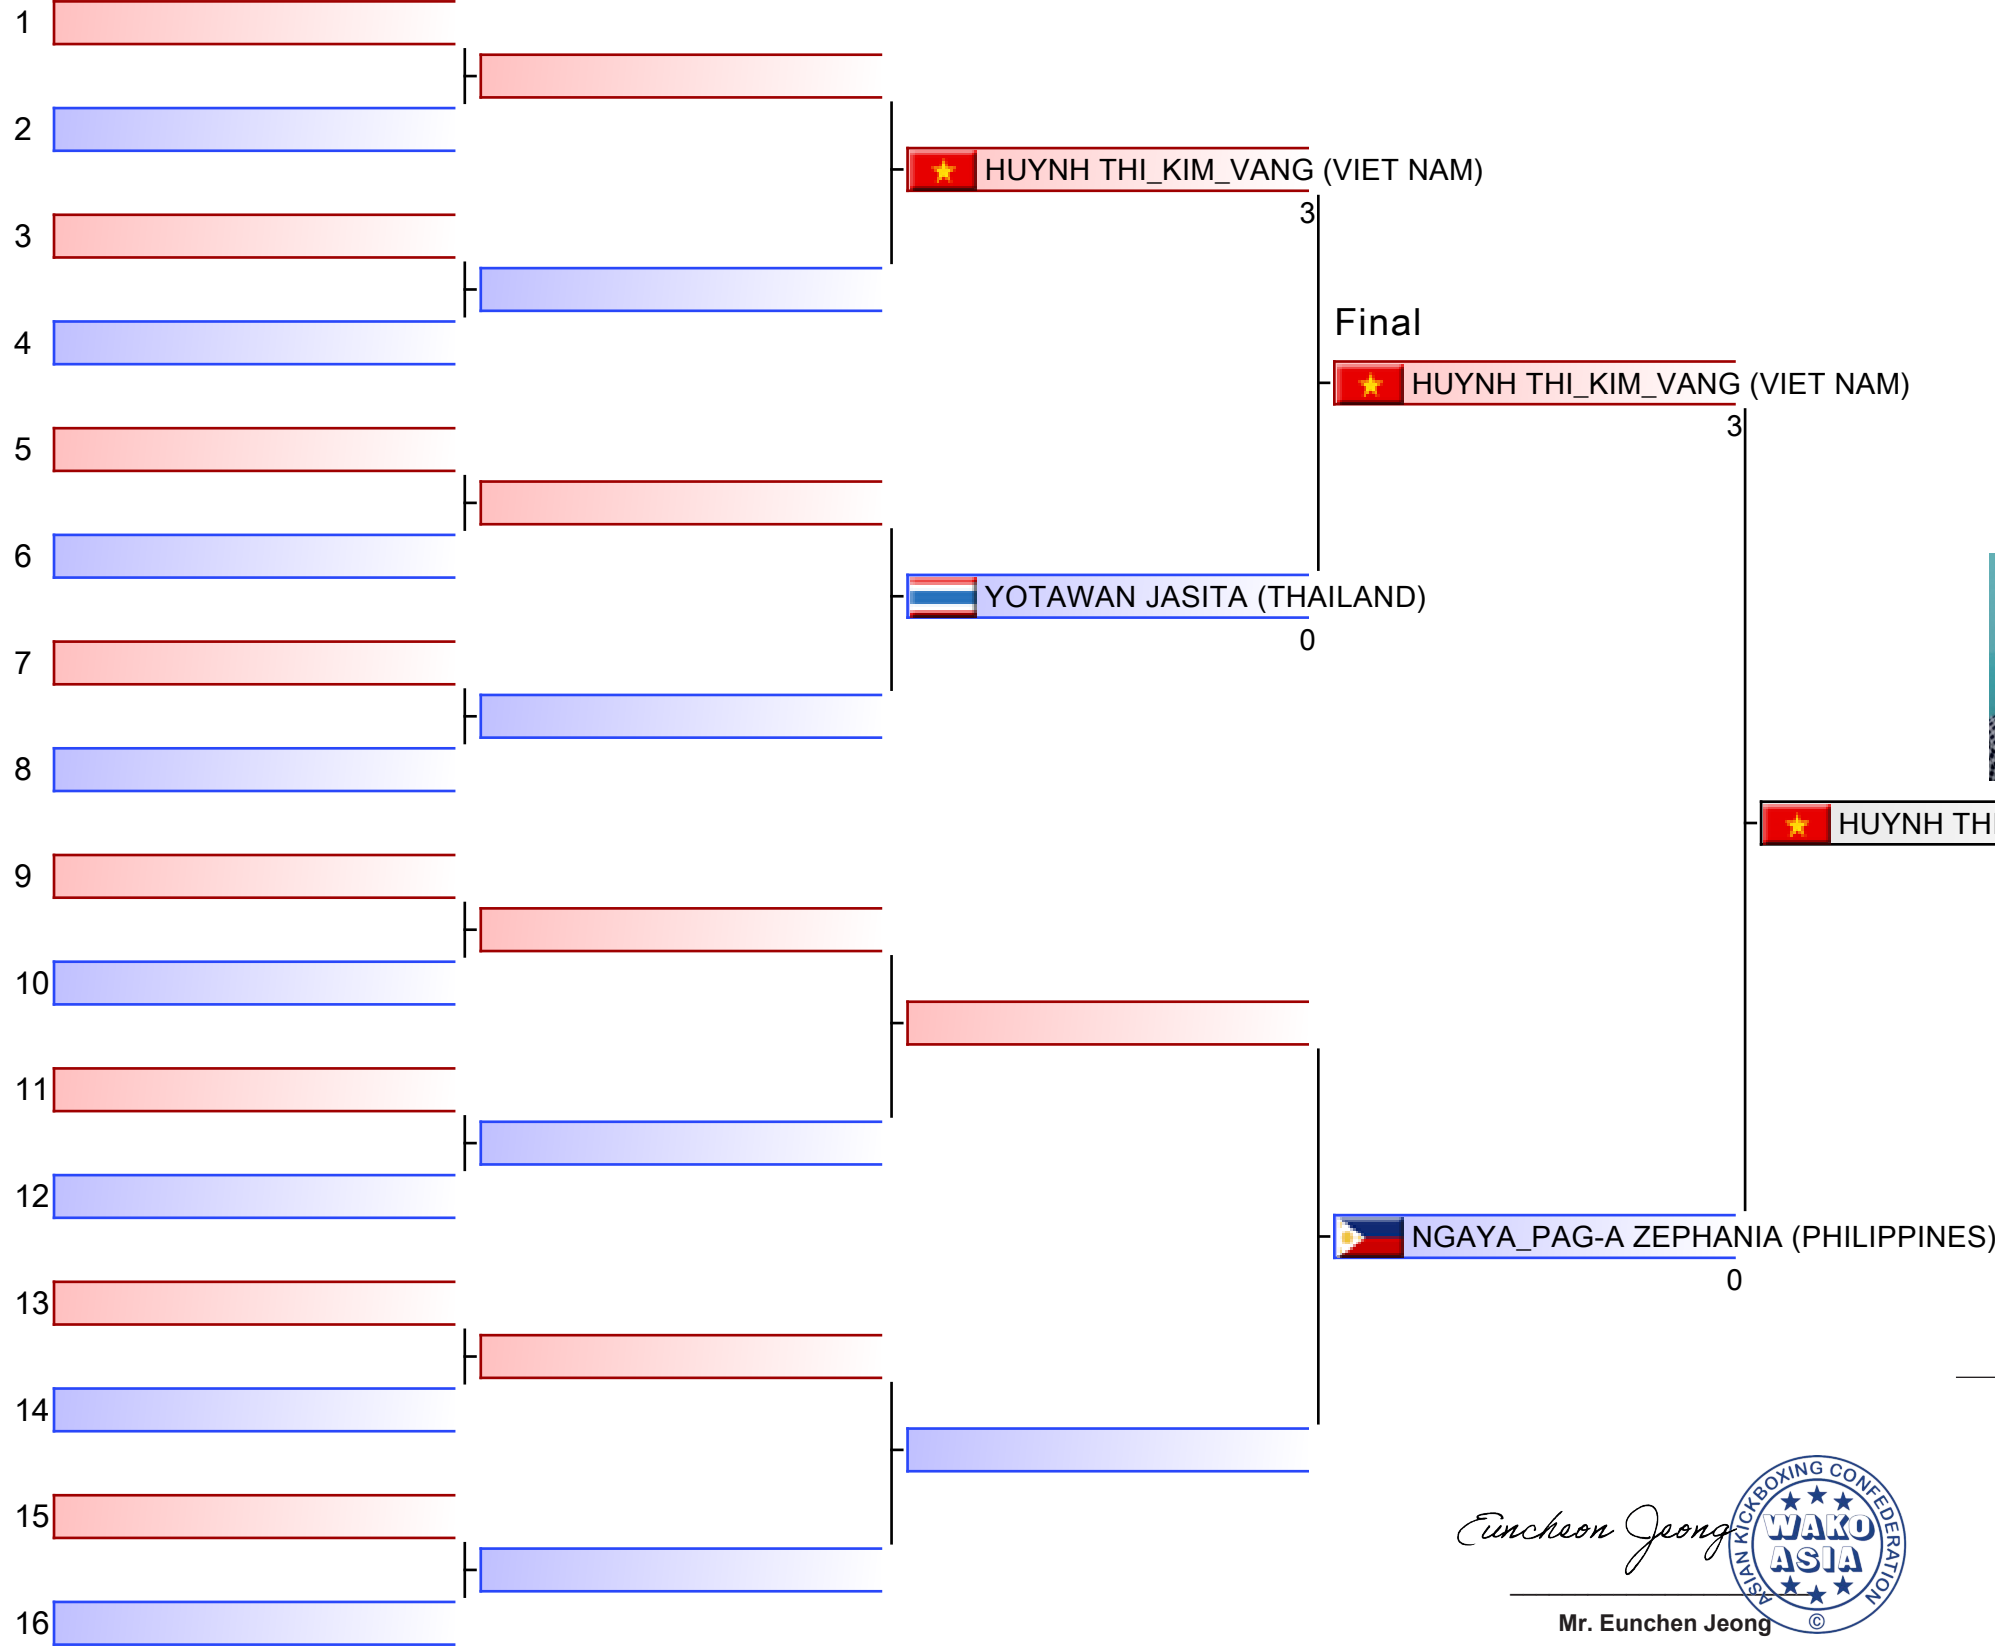 1
2
HUYNH THI_KIM_VANG (VIET NAM)
3
3
Final
4
HUYNH THI_KIM_VANG (VIET NAM)
3
5
6
YOTAWAN JASITA (THAILAND)
0
7
8
HUYNH THI
9
10
11
12
NGAYA_PAG-A ZEPHANIA (PHILIPPINES)
0
13
14
15
Euncheon Jeong
ASIAN KICKBOXING CONFEDERATION
WAKO
ASIA
©
Mr. Eunchen Jeong
16